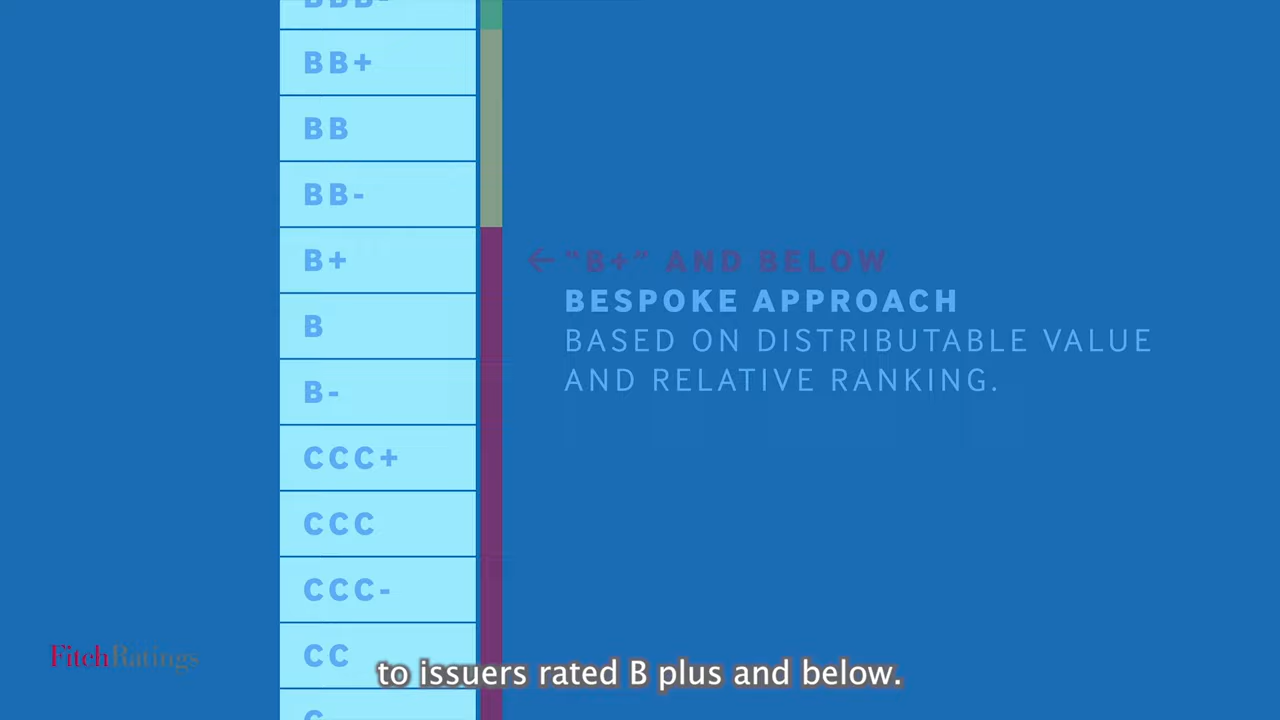 BBB-
BB+
BB
BB-
B+
B
B-
CCC+
CCC
CCC-
CC
C
← "B+" AND BELOW
BESPOKE APPROACH
BASED ON DISTRIBUTABLE VALUE
AND RELATIVE RANKING.
FitchRatings
to issuers rated B plus and below.